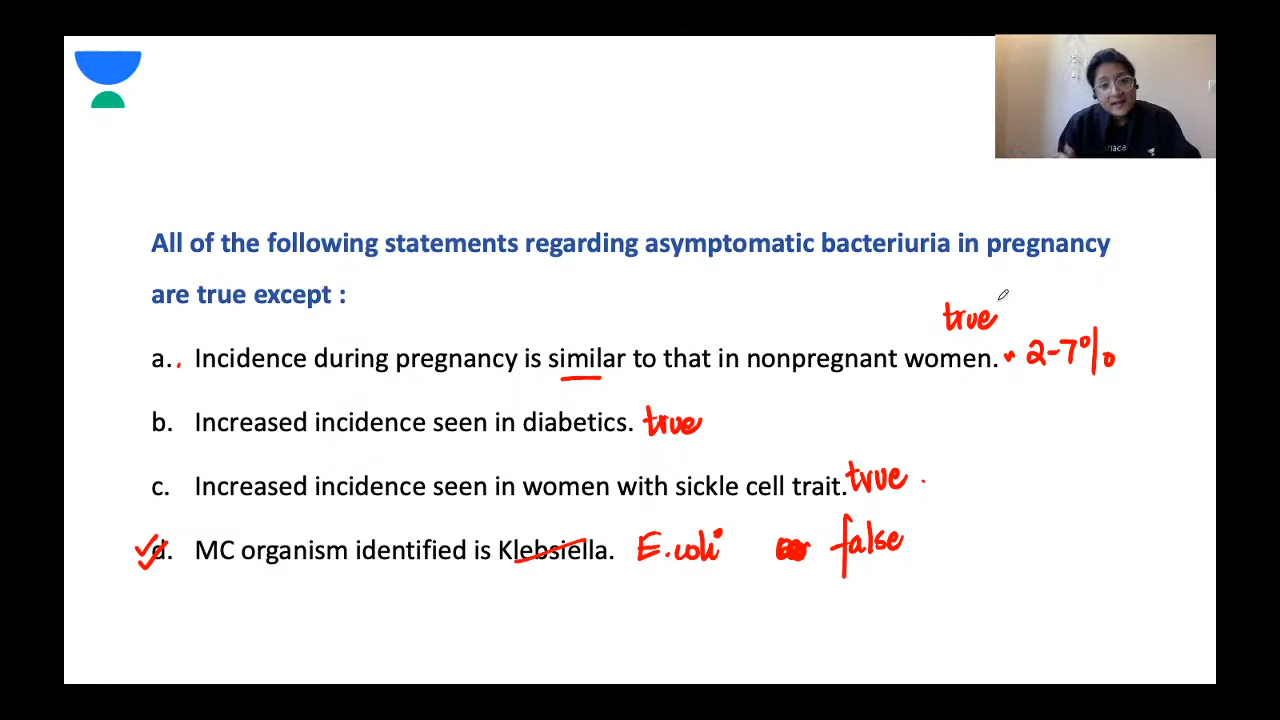 All of the following statements regarding asymptomatic bacteriuria in pregnancy
are true except :
true
a. Incidence during pregnancy is similar to that in nonpregnant women. 2-7%
b. Increased incidence seen in diabetics. true
c. Increased incidence seen in women with sickle cell trait. true
d. MC organism identified is Klebsiella. E.coli false